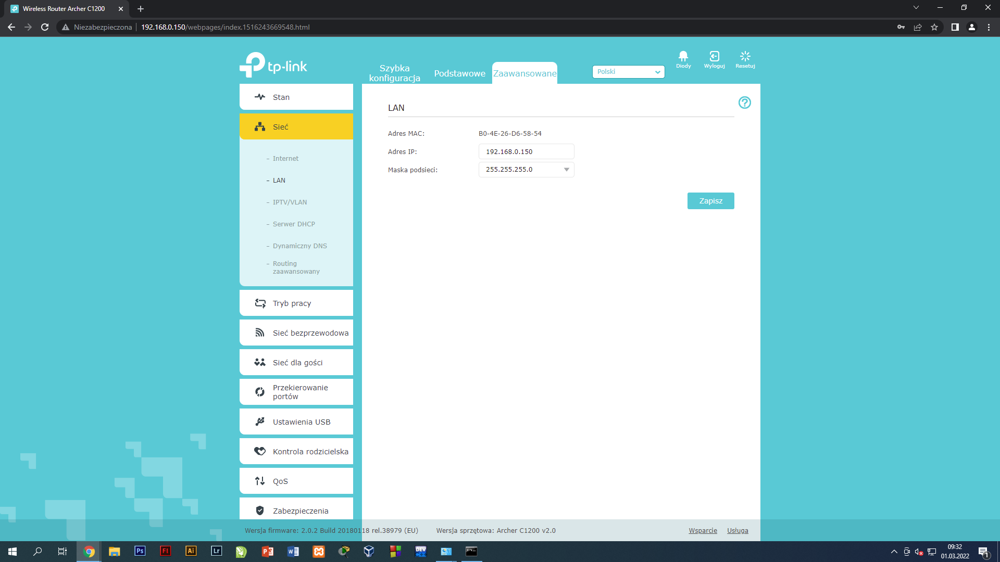 Wireless Router Archer C1200
Niezabezpieczona
192.168.0.150/webpages/index.1516243669548.html
tp-link
Szybka
konfiguracja
Podstawowe
Zaawansowane
Polski
Diody
Wyloguj
Resetuj
Stan
Sieć
– Internet
– LAN
– IPTV/VLAN
– Serwer DHCP
– Dynamiczny DNS
– Routing
zaawansowany
Tryb pracy
Sieć bezprzewodowa
Sieć dla gości
Przekierowanie
portów
Ustawienia USB
Kontrola rodzicielska
QoS
Zabezpieczenia
LAN
Adres MAC:
B0-4E-26-D6-58-54
Adres IP:
192.168.0.150
Maska podsieci:
255.255.255.0
Zapisz
Wersja firmware: 2.0.2 Build 20180118 rel.38979 (EU)
Wersja sprzętowa: Archer C1200 v2.0
Wsparcie
Usługa
Ps
Fl
Ai
Lr
P
W
DEV
C:\_
09:32
01.03.2022
1